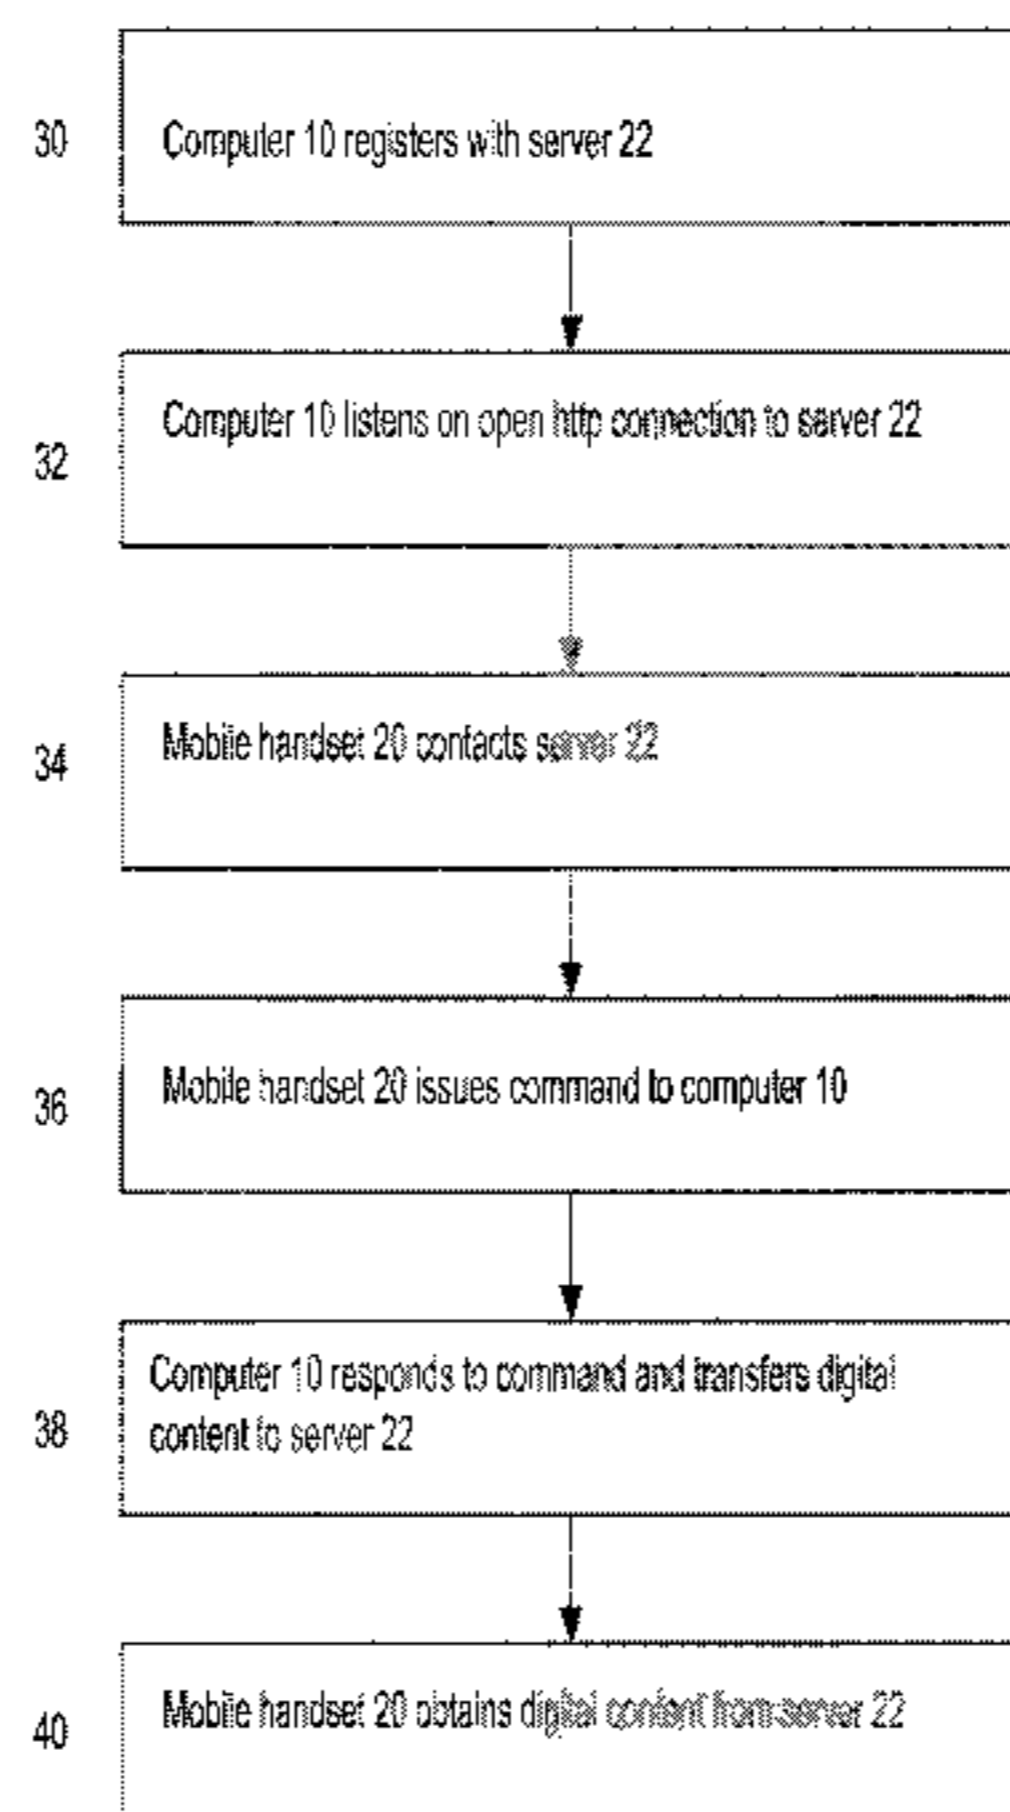 30 Computer 10 registers with server 22
32 Computer 10 listens on open http connection to server 22
34 Mobile handset 20 contacts server 22
36 Mobile handset 20 issues command to computer 10
Computer 10 responds to command and transfers digital
38 content to server 22
40 Mobile handset 20 obtains digital content from server 22